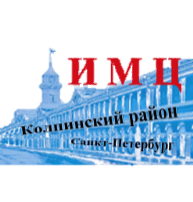 ИМЦ
Колпинский район
Санкт-Петербург